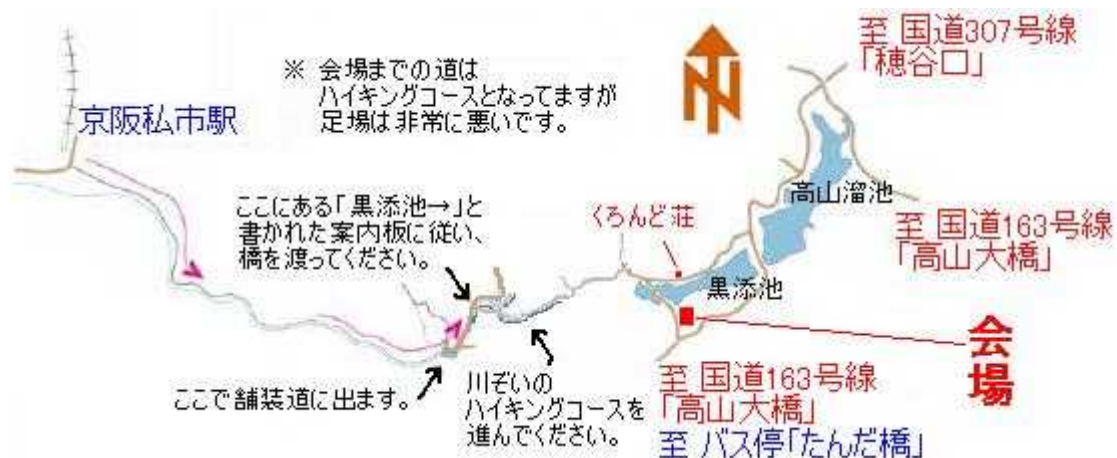 ※ 会場までの道は
ハイキングコースとなってますが
足場は非常に悪いです。
N
至 国道307号線
「穂谷口」
京阪私市駅
高山溜池
ここにある「黒添池→」と
書かれた案内板に従い、
橋を渡ってください。
くろんど荘
至 国道163号線
「高山大橋」
黒添池
会場
ここで舗装道に出ます。
川ぞいの
ハイキングコースを
進んでください。
至 国道163号線
「高山大橋」
至 バス停「たんだ橋」